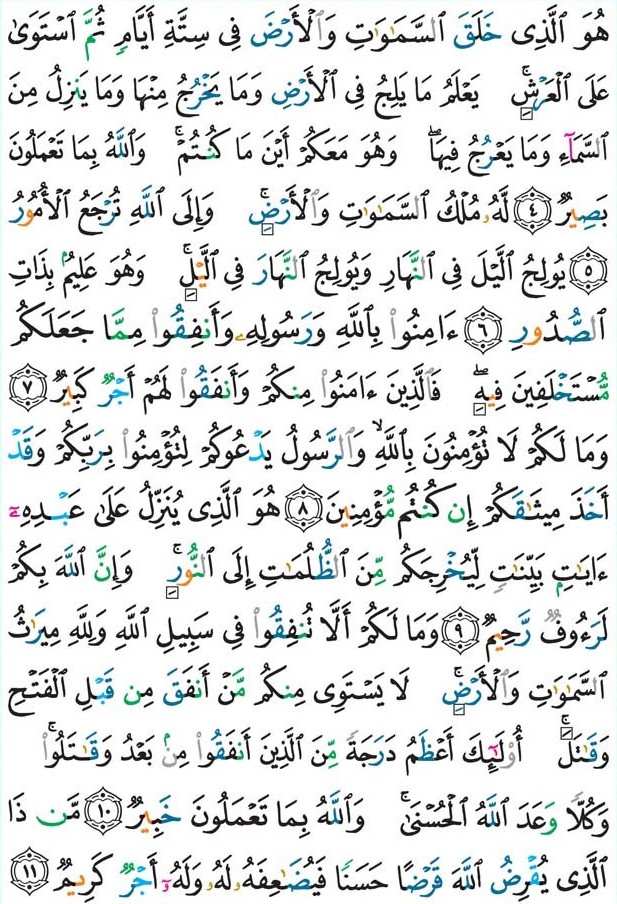 هُوَ ٱلَّذِى خَلَقَ ٱلسَّمَـٰوَٰتِ وَٱلْأَرْضَ فِى سِتَّةِ أَيَّامٍ ثُمَّ ٱسْتَوَىٰ
عَلَى ٱلْعَرْشِ ۚ يَعْلَمُ مَا يَلِجُ فِى ٱلْأَرْضِ وَمَا يَخْرُجُ مِنْهَا وَمَا يَنزِلُ مِنَ
ٱلسَّمَآءِ وَمَا يَعْرُجُ فِيهَا ۖ وَهُوَ مَعَكُمْ أَيْنَ مَا كُنتُمْ ۚ وَٱللَّهُ بِمَا تَعْمَلُونَ
بَصِيرٌ ﴿٤﴾ لَّهُۥ مُلْكُ ٱلسَّمَـٰوَٰتِ وَٱلْأَرْضِ ۚ وَإِلَى ٱللَّهِ تُرْجَعُ ٱلْأُمُورُ
﴿٥﴾ يُولِجُ ٱلَّيْلَ فِى ٱلنَّهَارِ وَيُولِجُ ٱلنَّهَارَ فِى ٱلَّيْلِ ۚ وَهُوَ عَلِيمٌۢ بِذَاتِ
ٱلصُّدُورِ ﴿٦﴾ ءَامِنُوا۟ بِٱللَّهِ وَرَسُولِهِۦ وَأَنفِقُوا۟ مِمَّا جَعَلَكُم
مُّسْتَخْلَفِينَ فِيهِ ۖ فَٱلَّذِينَ ءَامَنُوا۟ مِنكُمْ وَأَنفَقُوا۟ لَهُمْ أَجْرٌ كَبِيرٌ ﴿٧﴾
وَمَا لَكُمْ لَا تُؤْمِنُونَ بِٱللَّهِ ۙ وَٱلرَّسُولُ يَدْعُوكُمْ لِتُؤْمِنُوا۟ بِرَبِّكُمْ وَقَدْ
أَخَذَ مِيثَـٰقَكُمْ إِن كُنتُم مُّؤْمِنِينَ ﴿٨﴾ هُوَ ٱلَّذِى يُنَزِّلُ عَلَىٰ عَبْدِهِۦٓ
ءَايَـٰتٍۭ بَيِّنَـٰتٍ لِّيُخْرِجَكُم مِّنَ ٱلظُّلُمَـٰتِ إِلَى ٱلنُّورِ ۚ وَإِنَّ ٱللَّهَ بِكُمْ
لَرَءُوفٌ رَّحِيمٌ ﴿٩﴾ وَمَا لَكُمْ أَلَّا تُنفِقُوا۟ فِى سَبِيلِ ٱللَّهِ وَلِلَّهِ مِيرَٰثُ
ٱلسَّمَـٰوَٰتِ وَٱلْأَرْضِ ۚ لَا يَسْتَوِى مِنكُم مَّنْ أَنفَقَ مِن قَبْلِ ٱلْفَتْحِ
وَقَـٰتَلَ ۚ أُو۟لَـٰٓئِكَ أَعْظَمُ دَرَجَةً مِّنَ ٱلَّذِينَ أَنفَقُوا۟ مِنۢ بَعْدُ وَقَـٰتَلُوا۟ ۚ
وَكُلًّا وَعَدَ ٱللَّهُ ٱلْحُسْنَىٰ ۚ وَٱللَّهُ بِمَا تَعْمَلُونَ خَبِيرٌ ﴿١٠﴾ مَّن ذَا
ٱلَّذِى يُقْرِضُ ٱللَّهَ قَرْضًا حَسَنًا فَيُضَـٰعِفَهُۥ لَهُۥ وَلَهُۥٓ أَجْرٌ كَرِيمٌ ﴿١١﴾